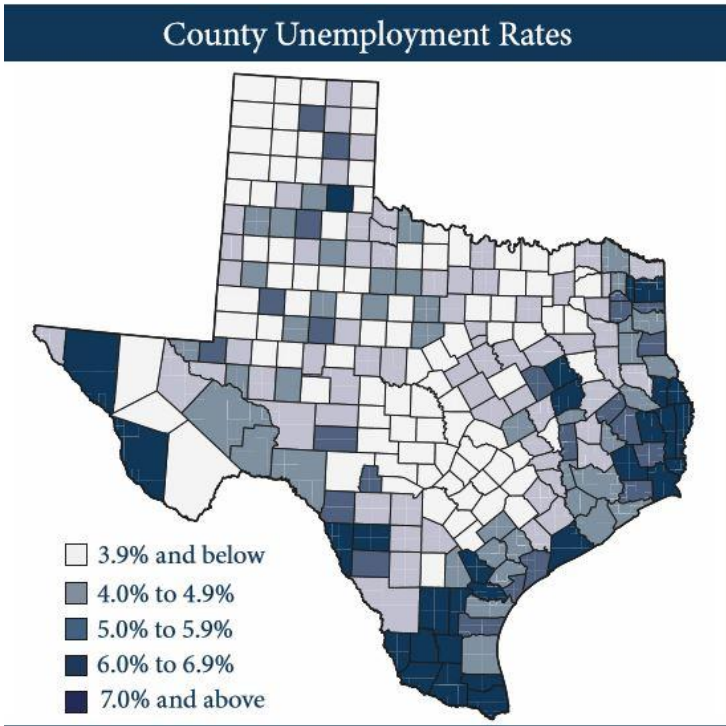 County Unemployment Rates
3.9% and below
4.0% to 4.9%
5.0% to 5.9%
6.0% to 6.9%
7.0% and above